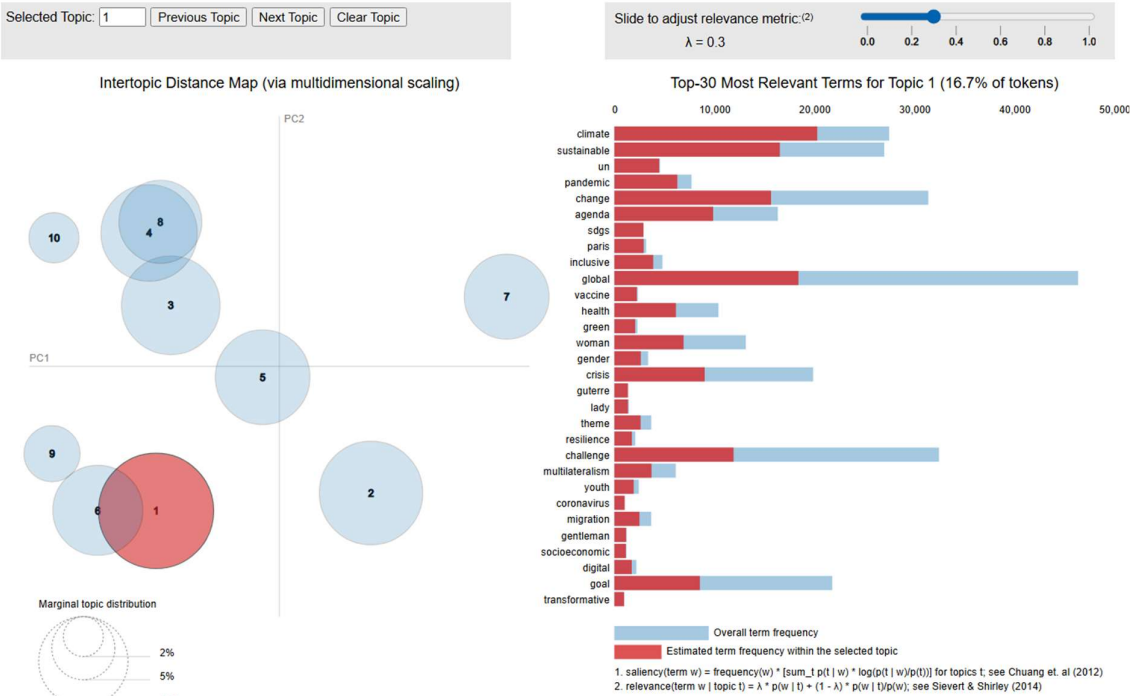 Selected Topic: 1 Previous Topic Next Topic Clear Topic
Slide to adjust relevance metric:(2)
λ = 0.3
0.0 0.2 0.4 0.6 0.8 1.0
Intertopic Distance Map (via multidimensional scaling)
PC2
PC1
8
4
10
3
7
5
9
2
6
1
Marginal topic distribution
2%
5%
Top-30 Most Relevant Terms for Topic 1 (16.7% of tokens)
0 10,000 20,000 30,000 40,000 50,000
climate
sustainable
un
pandemic
change
agenda
sdgs
paris
inclusive
global
vaccine
health
green
woman
gender
crisis
guterre
lady
theme
resilience
challenge
multilateralism
youth
coronavirus
migration
gentleman
socioeconomic
digital
goal
transformative
Overall term frequency
Estimated term frequency within the selected topic
1. saliency(term w) = frequency(w) * [sum_t p(t | w) * log(p(t | w)/p(t))] for topics t; see Chuang et. al (2012)
2. relevance(term w | topic t) = λ * p(w | t) + (1 - λ) * p(w | t)/p(w); see Sievert & Shirley (2014)